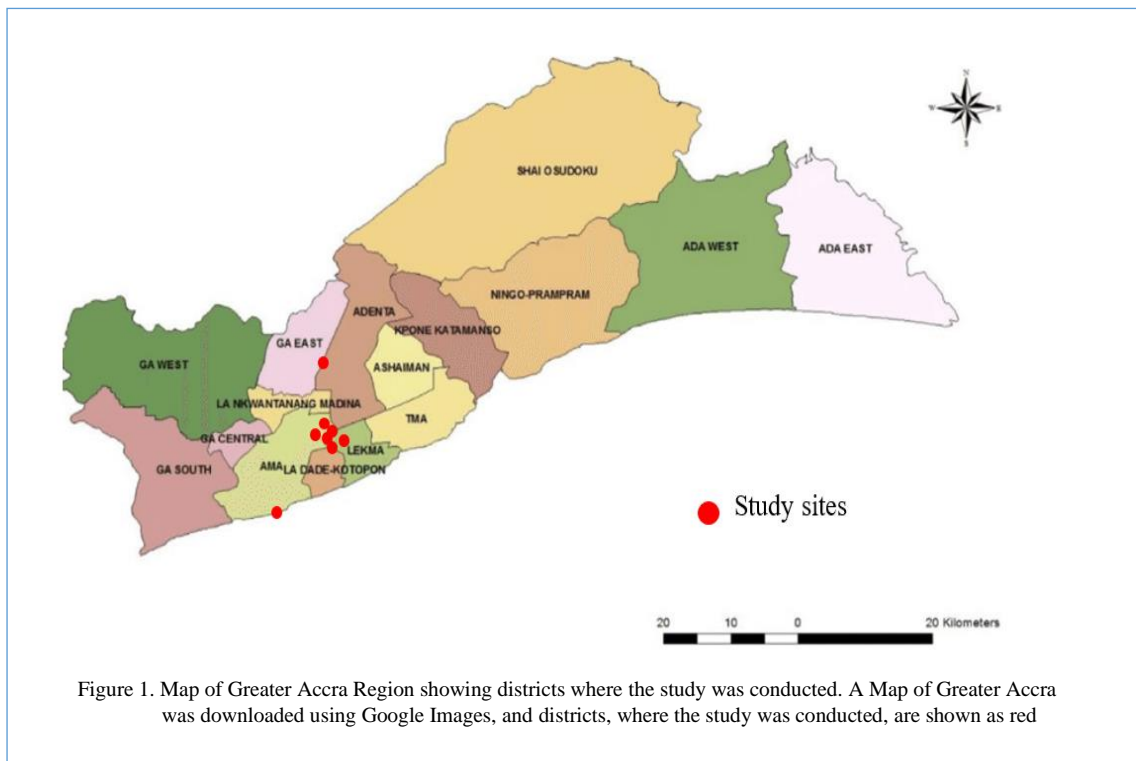 N
W
E
S
SHAI OSUDOKU
ADA WEST
ADA EAST
NINGO-PRAMPRAM
ADENTA
KPONE KATAMANSO
GA EAST
GA WEST
ASHAIMAN
LA NKWANTANANG MADINA
TMA
GA CENTRAL
LEKMA
GA SOUTH
AMA
LA DADE-KOTOPON
Study sites
20 10 0 20 Kilometers
Figure 1. Map of Greater Accra Region showing districts where the study was conducted. A Map of Greater Accra
was downloaded using Google Images, and districts, where the study was conducted, are shown as red